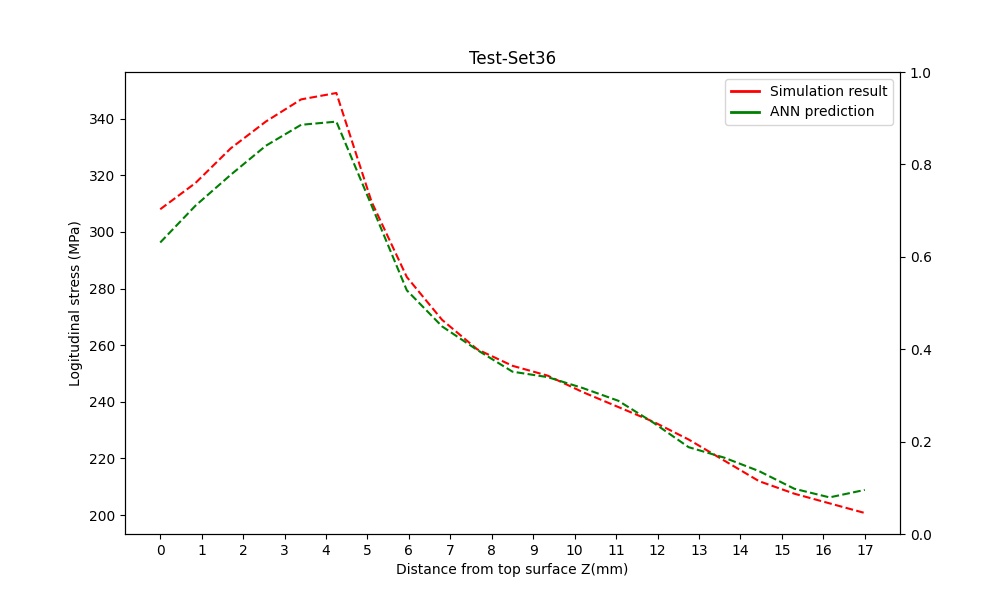 Test-Set36
Simulation result
ANN prediction
Logitudinal stress (MPa)
340
320
300
280
260
240
220
200
1.0
0.8
0.6
0.4
0.2
0.0
0 1 2 3 4 5 6 7 8 9 10 11 12 13 14 15 16 17
Distance from top surface Z(mm)